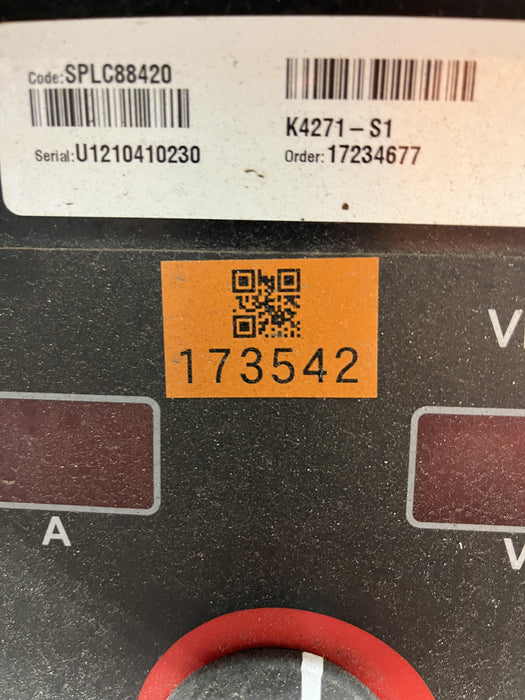 Code:SPLC88420
K4271-S1
Serial:U1210410230
Order:17234677
173542
A